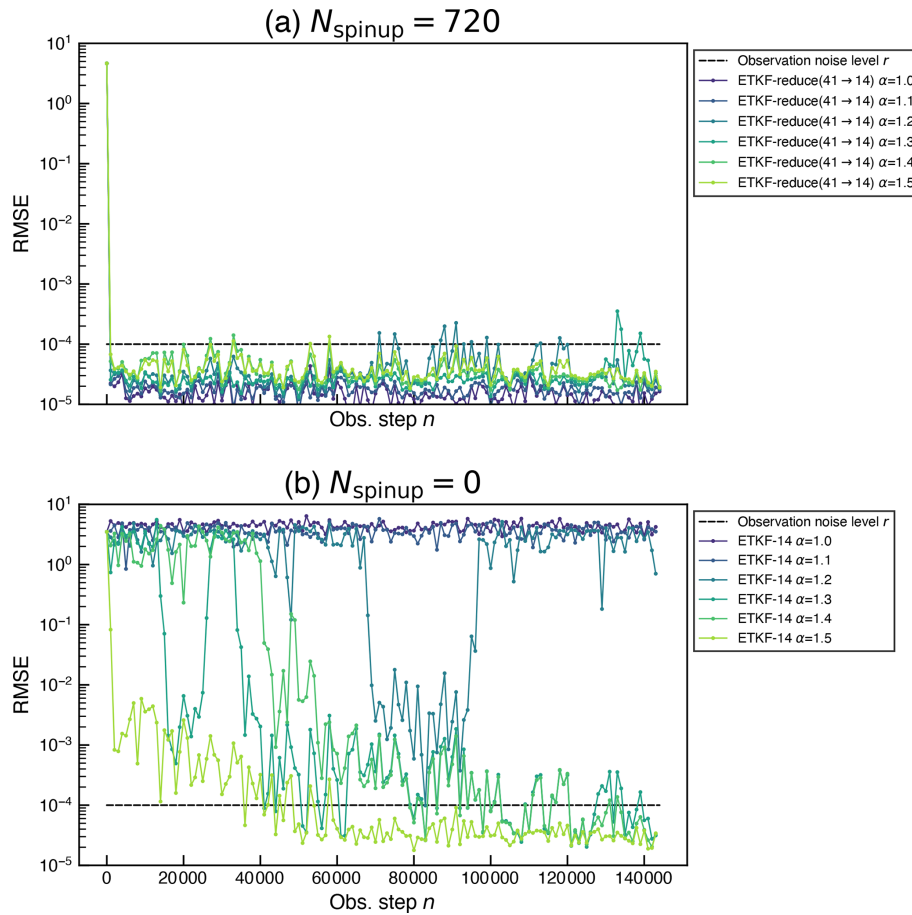 (a) N_spinup = 720
10^1
10^0
10^-1
10^-2
10^-3
10^-4
10^-5
RMSE
Obs. step n
Observation noise level r
ETKF-reduce(41→14) α=1.0
ETKF-reduce(41→14) α=1.1
ETKF-reduce(41→14) α=1.2
ETKF-reduce(41→14) α=1.3
ETKF-reduce(41→14) α=1.4
ETKF-reduce(41→14) α=1.5
(b) N_spinup = 0
10^1
10^0
10^-1
10^-2
10^-3
10^-4
10^-5
RMSE
0 20000 40000 60000 80000 100000 120000 140000
Obs. step n
Observation noise level r
ETKF-14 α=1.0
ETKF-14 α=1.1
ETKF-14 α=1.2
ETKF-14 α=1.3
ETKF-14 α=1.4
ETKF-14 α=1.5